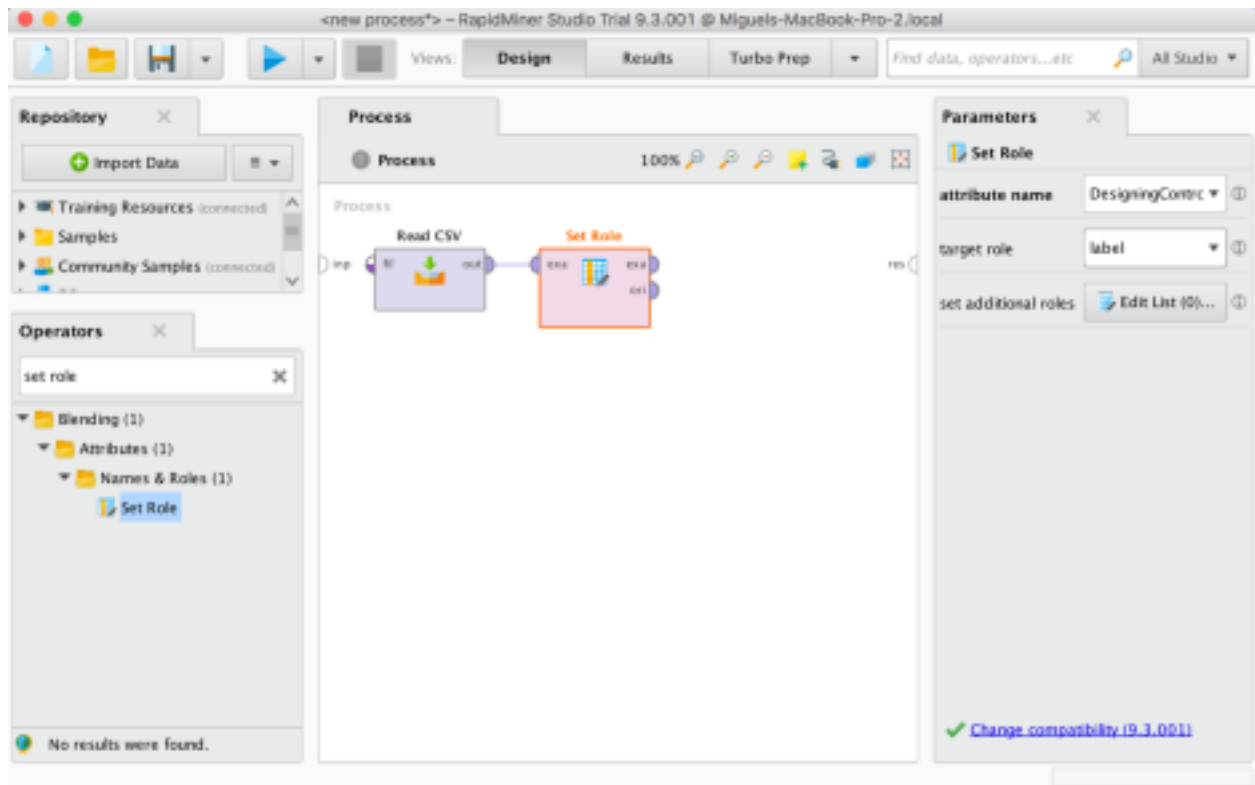 <new process*> – RapidMiner Studio Trial 9.3.001 @ Miguels-MacBook-Pro-2.local
Views: Design Results Turbo Prep Find data, operators...etc All Studio
Repository
Import Data
Training Resources (connected)
Samples
Community Samples (connected)
Operators
set role
Blending (1)
Attributes (1)
Names & Roles (1)
Set Role
No results were found.
Process
Process 100%
Process
Read CSV Set Role
inp fil out exa exa res
ori
Parameters
Set Role
attribute name DesigningContrc
target role label
set additional roles Edit List (0)...
Change compatibility (9.3.001)